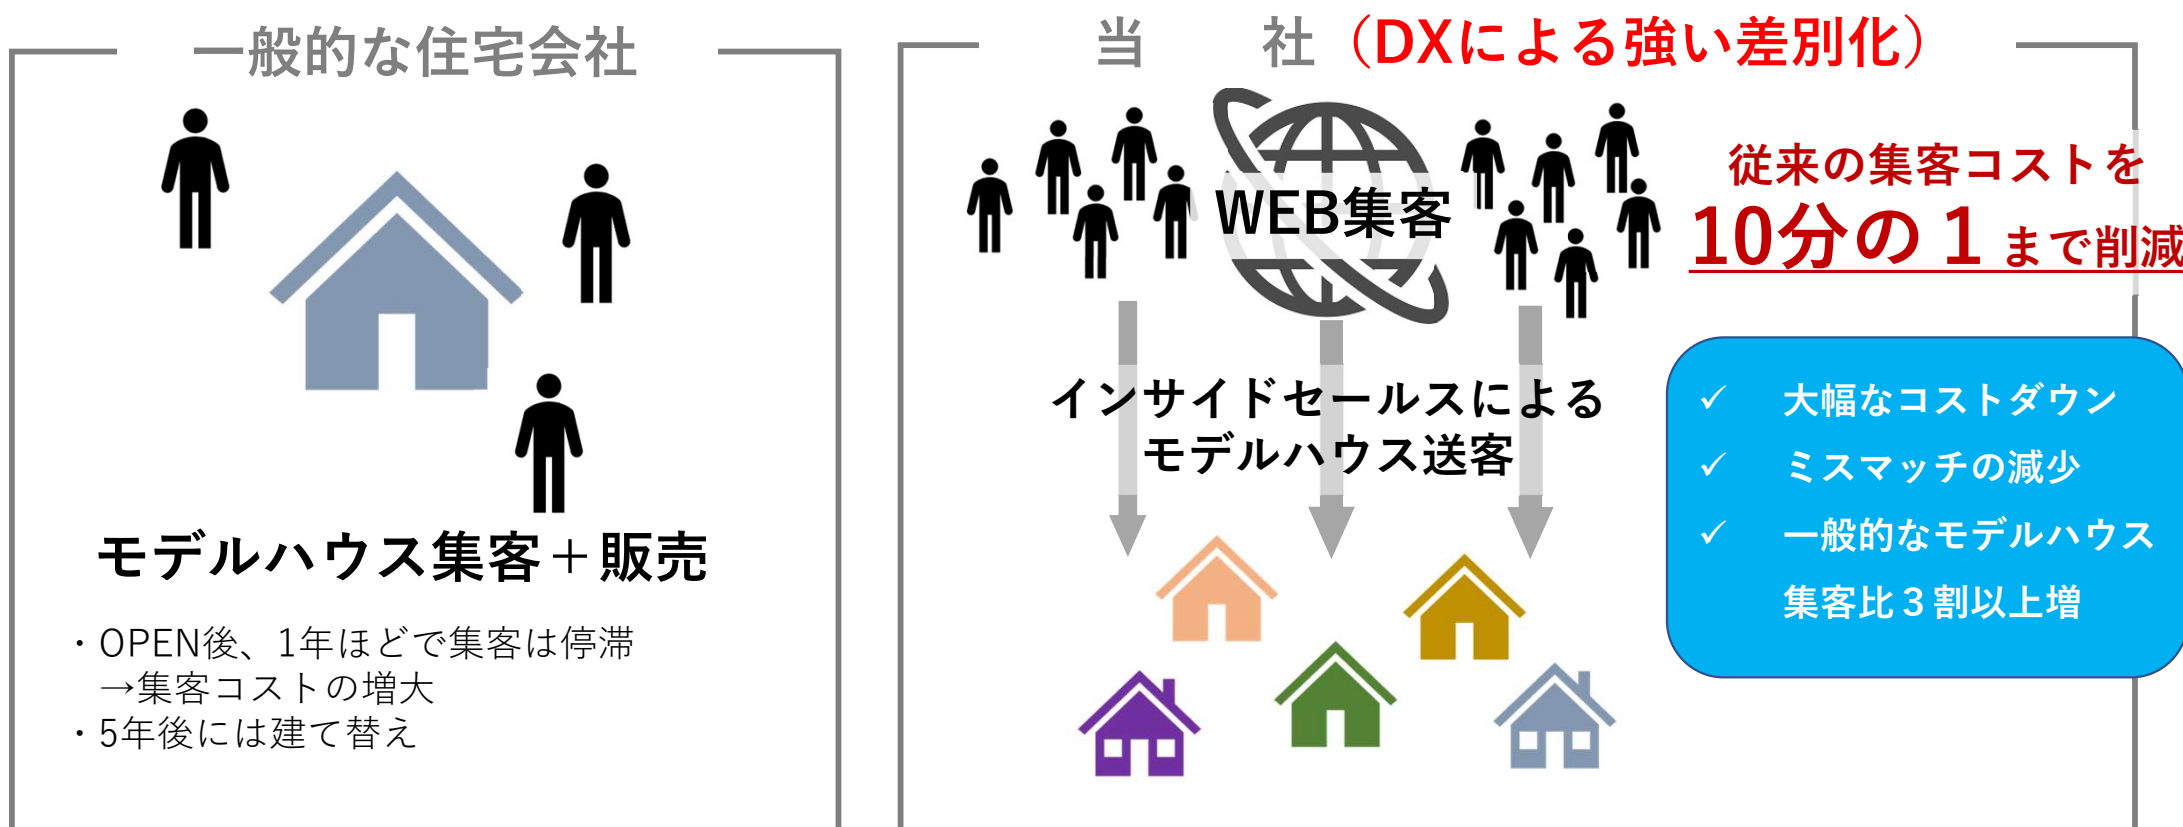 一般的な住宅会社
モデルハウス集客＋販売
・OPEN後、1年ほどで集客は停滞
→集客コストの増大
・5年後には建て替え
当　　社（DXによる強い差別化）
WEB集客
従来の集客コストを
10分の１まで削減
インサイドセールスによる
モデルハウス送客
✓ 大幅なコストダウン
✓ ミスマッチの減少
✓ 一般的なモデルハウス
集客比３割以上増